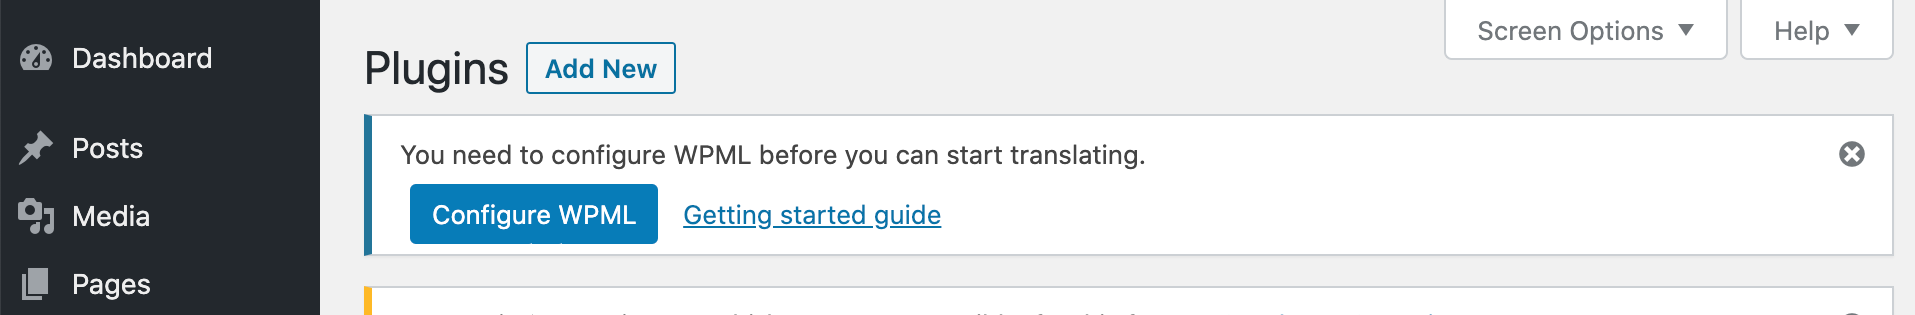 Dashboard
Posts
Media
Pages
Screen Options
Help
Plugins
Add New
You need to configure WPML before you can start translating.
Configure WPML
Getting started guide